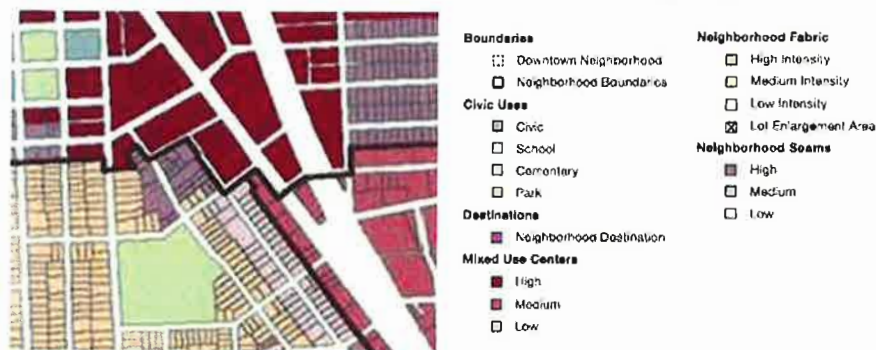 Boundaries
Downtown Neighborhood
Neighborhood Boundaries
Civic Uses
Civic
School
Cementary
Park
Destinations
Neighborhood Destination
Mixed Use Centers
High
Medium
Low
Neighborhood Fabric
High Intensity
Medium Intensity
Low Intensity
Lot Enlargement Area
Neighborhood Seams
High
Medium
Low